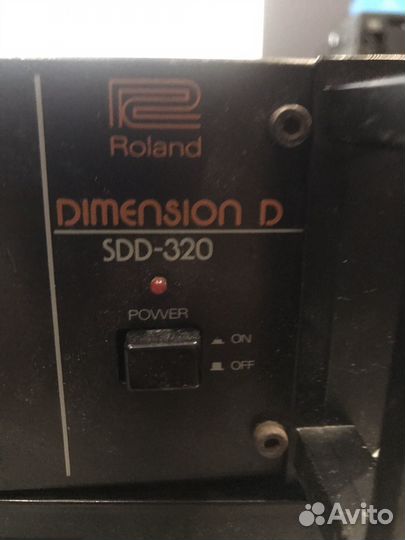 Roland
DIMENSION D
SDD-320
POWER
ON
OFF
Avito